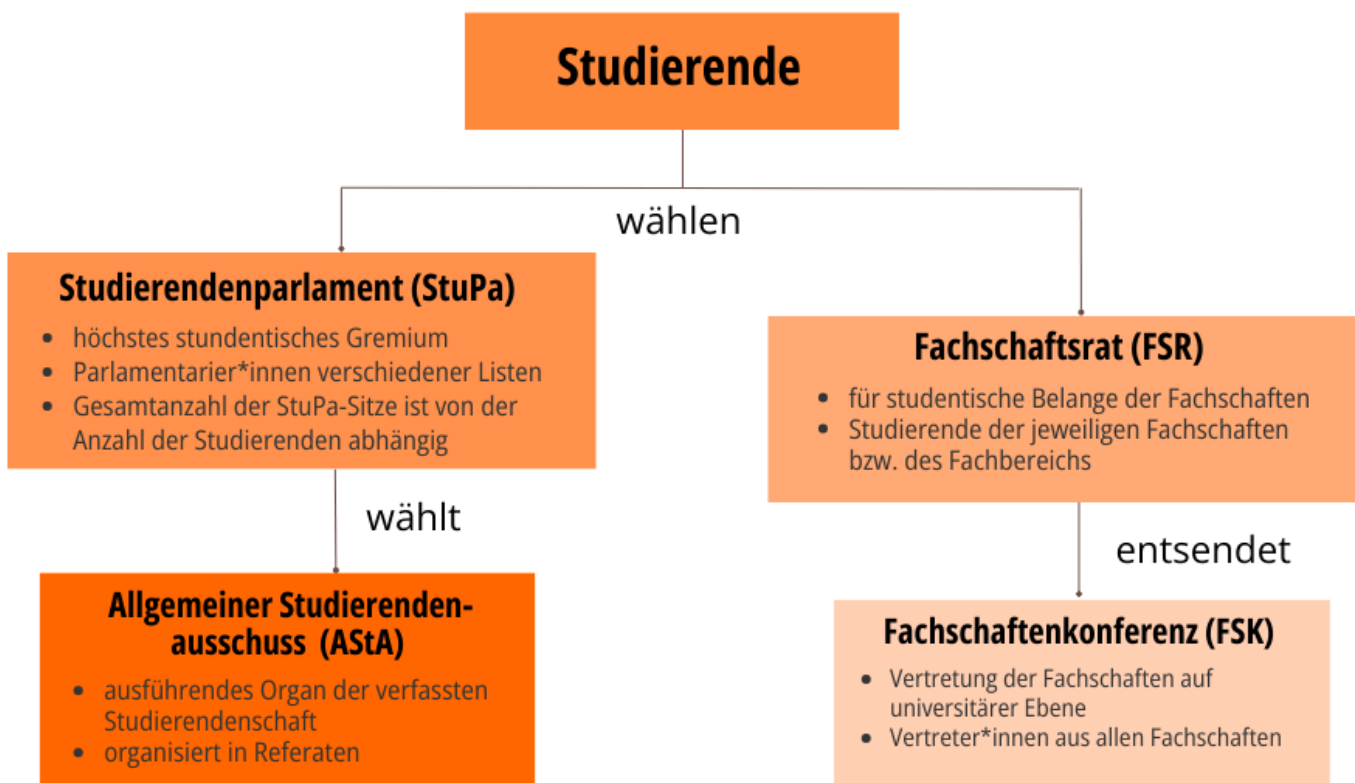 Studierende
wählen
Studierendenparlament (StuPa)
• höchstes stundentisches Gremium
• Parlamentarier*innen verschiedener Listen
• Gesamtanzahl der StuPa-Sitze ist von der
Anzahl der Studierenden abhängig
wählt
Allgemeiner Studierenden-
ausschuss (AStA)
• ausführendes Organ der verfassten
Studierendenschaft
• organisiert in Referaten
Fachschaftsrat (FSR)
• für studentische Belange der Fachschaften
• Studierende der jeweiligen Fachschaften
bzw. des Fachbereichs
entsendet
Fachschaftenkonferenz (FSK)
• Vertretung der Fachschaften auf
universitärer Ebene
• Vertreter*innen aus allen Fachschaften